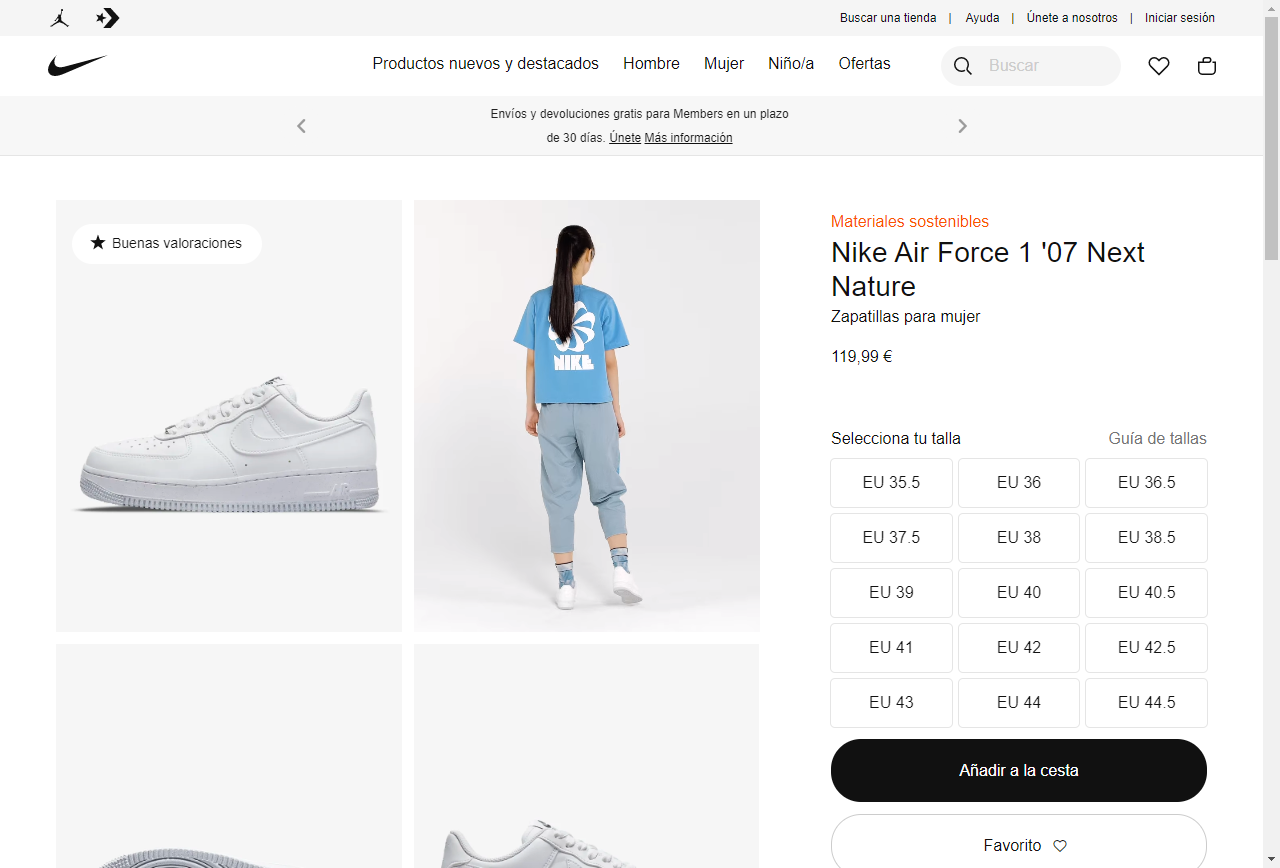 Buscar una tienda | Ayuda | Únete a nosotros | Iniciar sesión
Productos nuevos y destacados Hombre Mujer Niño/a Ofertas Buscar
Envíos y devoluciones gratis para Members en un plazo
de 30 días. Únete Más información
Buenas valoraciones
NIKE
Materiales sostenibles
Nike Air Force 1 '07 Next
Nature
Zapatillas para mujer
119,99 €
Selecciona tu talla Guía de tallas
EU 35.5 EU 36 EU 36.5
EU 37.5 EU 38 EU 38.5
EU 39 EU 40 EU 40.5
EU 41 EU 42 EU 42.5
EU 43 EU 44 EU 44.5
Añadir a la cesta
Favorito